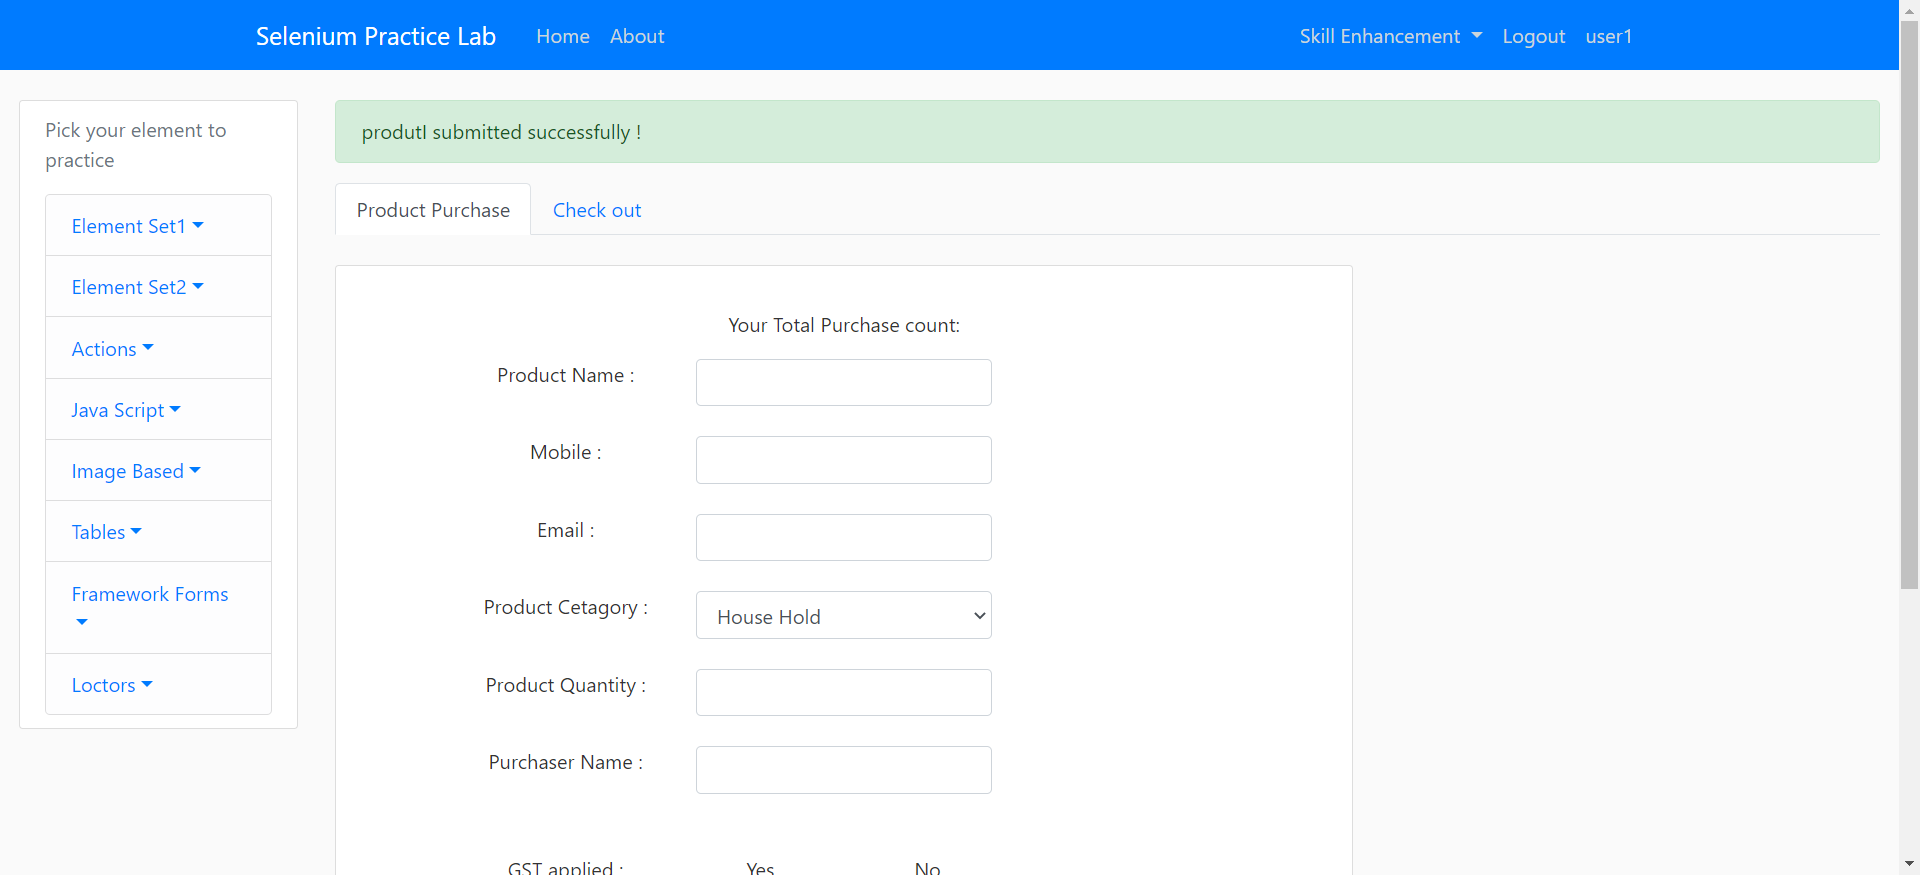 Selenium Practice Lab Home About Skill Enhancement Logout user1
Pick your element to
practice
Element Set1
Element Set2
Actions
Java Script
Image Based
Tables
Framework Forms
Loctors
produtI submitted successfully !
Product Purchase Check out
Your Total Purchase count:
Product Name :
Mobile :
Email :
Product Cetagory : House Hold
Product Quantity :
Purchaser Name :
GST applied : Yes No